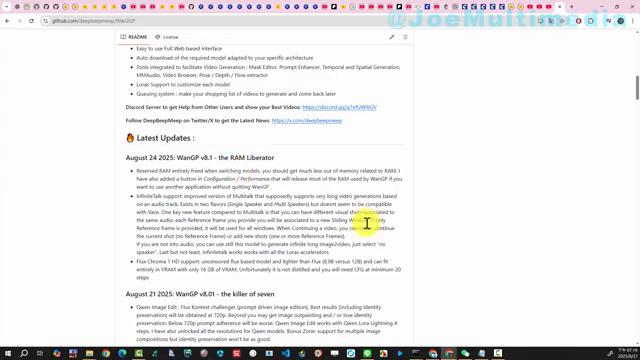 github.com/deepbeepmeep/Wan2GP
@JoeMultimedia
README
License
Easy to use Full Web based interface
Auto download of the required model adapted to your specific architecture
Tools integrated to facilitate Video Generation : Mask Editor, Prompt Enhancer, Temporal and Spatial Generation,
MMAudio, Video Browser, Pose / Depth / Flow extractor
Loras Support to customize each model
Queuing system : make your shopping list of videos to generate and come back later
Discord Server to get Help from Other Users and show your Best Videos:
Follow DeepBeepMeep on Twitter/X to get the Latest News: https://x.com/deepbeepmeep
🔥 Latest Updates :
August 24 2025: WanGP v8.1 - the RAM Liberator
Reserved RAM entirely freed when switching models, you should get much less out of memory related to RAM. I
have also added a button in Configuration / Performance that will release most of the RAM used by WanGP if you
want to use another application without quitting WanGP
InfiniteTalk support: improved version of Multitalk that supposedly supports very long video generations based
on an audio track. Exists in two flavors (Single Speaker and Multi Speakers) but doesnt seem to be compatible
with Vace. One key new feature compared to Multitalk is that you can have different visual shots associated to
the same audio: each Reference frame you provide you will be associated to a new Sliding Window. If only
Reference frame is provided, it will be used for all windows. When Continuing a video, you can continue
the current shot (no Reference Frame) or add new shots (one or more Reference Frames).
If you are not into audio, you can use still this model to generate infinite long image2video, just select "no
speaker". Last but not least, Infinitetalk works works with all the Loras accelerators.
Flux Chroma 1 HD support: uncensored flux based model and lighter than Flux (8.9B versus 12B) and can fit
entirely in VRAM with only 16 GB of VRAM. Unfortunately it is not distilled and you will need CFG at minimum 20
steps
August 21 2025: WanGP v8.01 - the killer of seven
Qwen Image Edit : Flux Kontext challenger (prompt driven image edition). Best results (including Identity
preservation) will be obtained at 720p. Beyond you may get image outpainting and / or lose identity
preservation. Below 720p prompt adherence will be worse. Qwen Image Edit works with Qwen Lora Lightning 4
steps. I have also unlocked all the resolutions for Qwen models. Bonus Zone: support for multiple
image compositions but identity preservation won't be as good.
2025/8/27